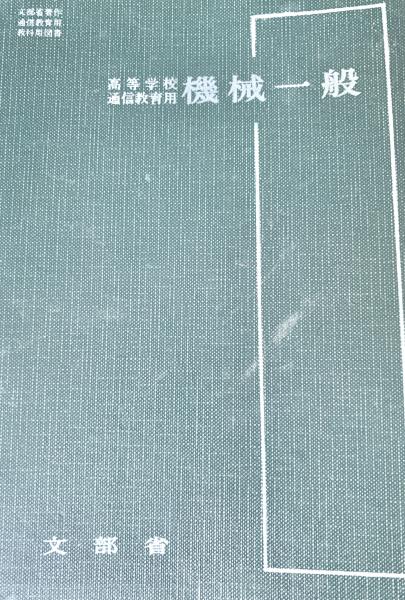 文部省著作
通信教育用
教科用図書
高等学校
通信教育用
機械一般
文部省